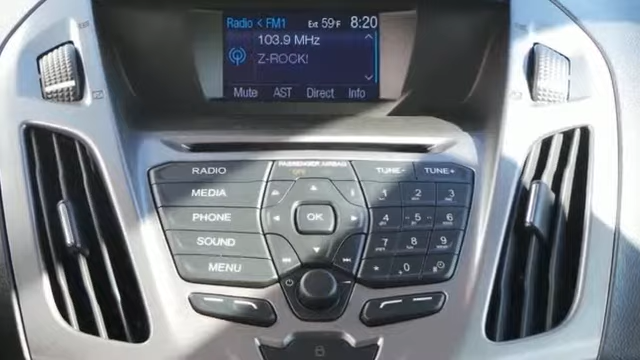 Radio < FM1 Ext 59°F 8:20
103.9 MHz
Z-ROCK!
Mute AST Direct Info
PASSENGER AIRBAG
OFF
RADIO
MEDIA
PHONE
SOUND
MENU
OK
TUNE- TUNE+
1 2 3
4 5 6
7 8 9
* 0